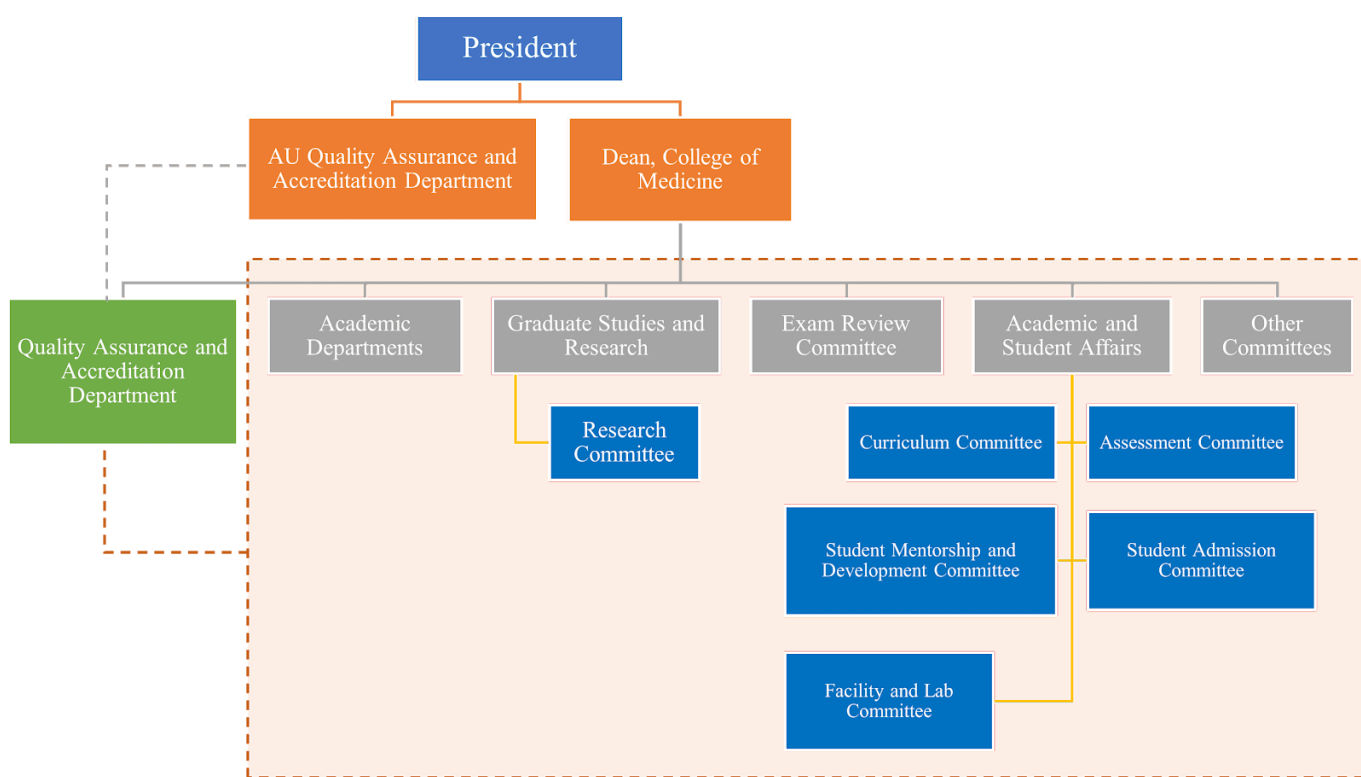 President
AU Quality Assurance and
Accreditation Department
Dean, College of
Medicine
Quality Assurance and
Accreditation
Department
Academic
Departments
Graduate Studies and
Research
Exam Review
Committee
Academic and
Student Affairs
Other
Committees
Research
Committee
Curriculum Committee
Assessment Committee
Student Mentorship and
Development Committee
Student Admission
Committee
Facility and Lab
Committee